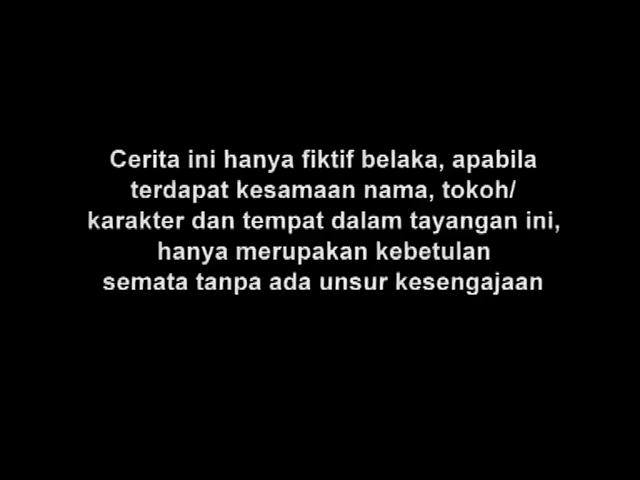 Cerita ini hanya fiktif belaka, apabila
terdapat kesamaan nama, tokoh/
karakter dan tempat dalam tayangan ini,
hanya merupakan kebetulan
semata tanpa ada unsur kesengajaan